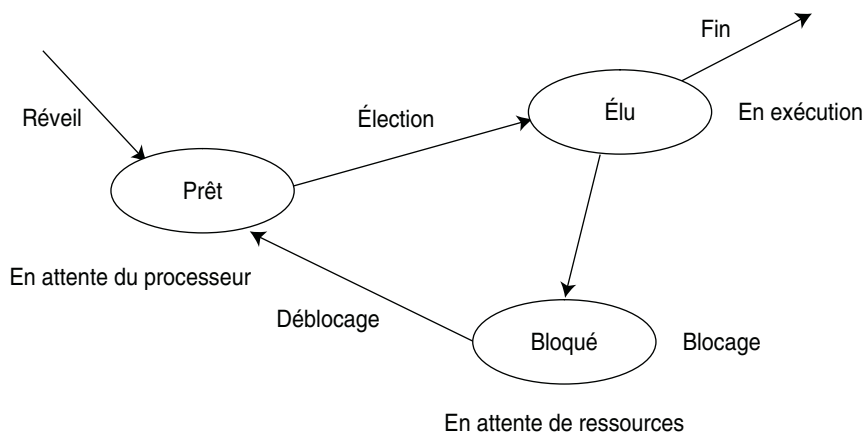 Fin
Réveil
Élection
Élu
En exécution
Prêt
En attente du processeur
Déblocage
Bloqué
Blocage
En attente de ressources